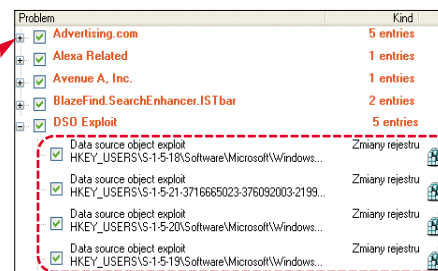 Problem Kind
Advertising.com 5 entries
Alexa Related 1 entries
Avenue A, Inc. 1 entries
BlazeFind.SearchEnhancer.ISTbar 2 entries
DSO Exploit 5 entries
Data source object exploit Zmiany rejestru
HKEY_USERS\S-1-5-18\Software\Microsoft\Windows...
Data source object exploit Zmiany rejestru
HKEY_USERS\S-1-5-21-3716665023-376092003-2199...
Data source object exploit Zmiany rejestru
HKEY_USERS\S-1-5-20\Software\Microsoft\Windows...
Data source object exploit Zmiany rejestru
HKEY_USERS\S-1-5-19\Software\Microsoft\Windows...